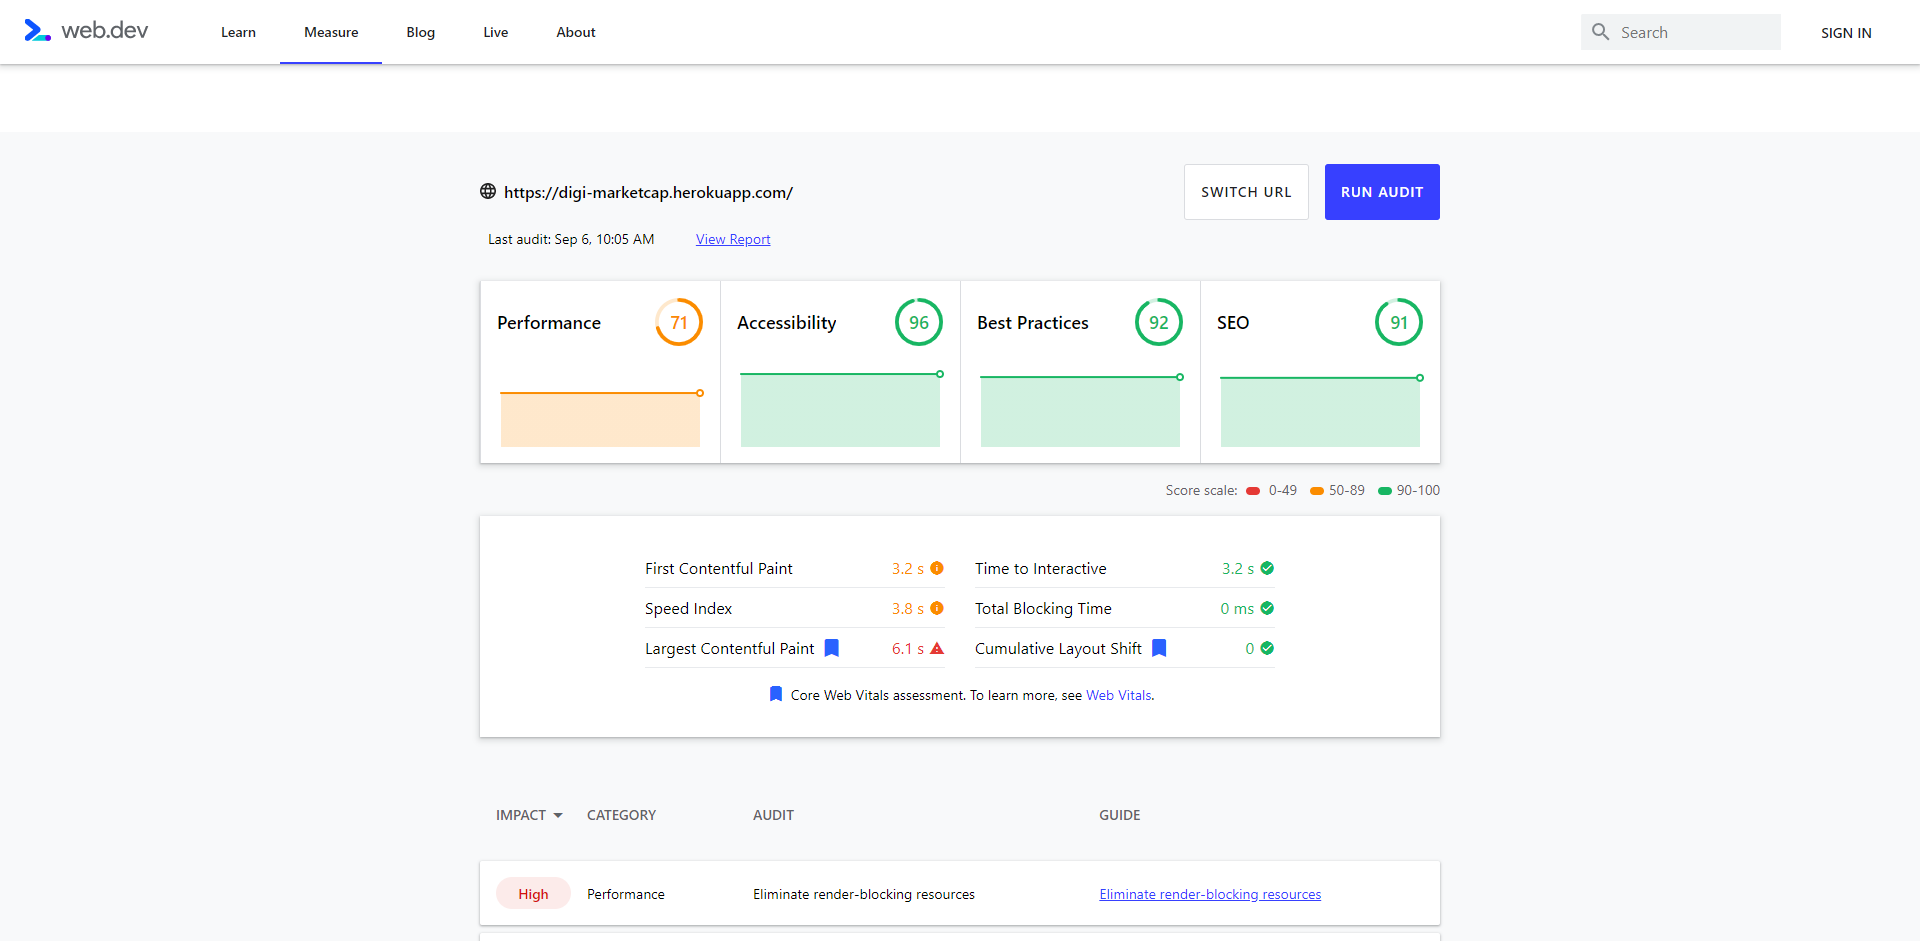 web.dev Learn Measure Blog Live About Search SIGN IN
https://digi-marketcap.herokuapp.com/ SWITCH URL RUN AUDIT
Last audit: Sep 6, 10:05 AM View Report
Performance 71 Accessibility 96 Best Practices 92 SEO 91
Score scale: 0-49 50-89 90-100
First Contentful Paint 3.2 s Time to Interactive 3.2 s
Speed Index 3.8 s Total Blocking Time 0 ms
Largest Contentful Paint 6.1 s Cumulative Layout Shift 0
Core Web Vitals assessment. To learn more, see Web Vitals.
IMPACT CATEGORY AUDIT GUIDE
High Performance Eliminate render-blocking resources Eliminate render-blocking resources